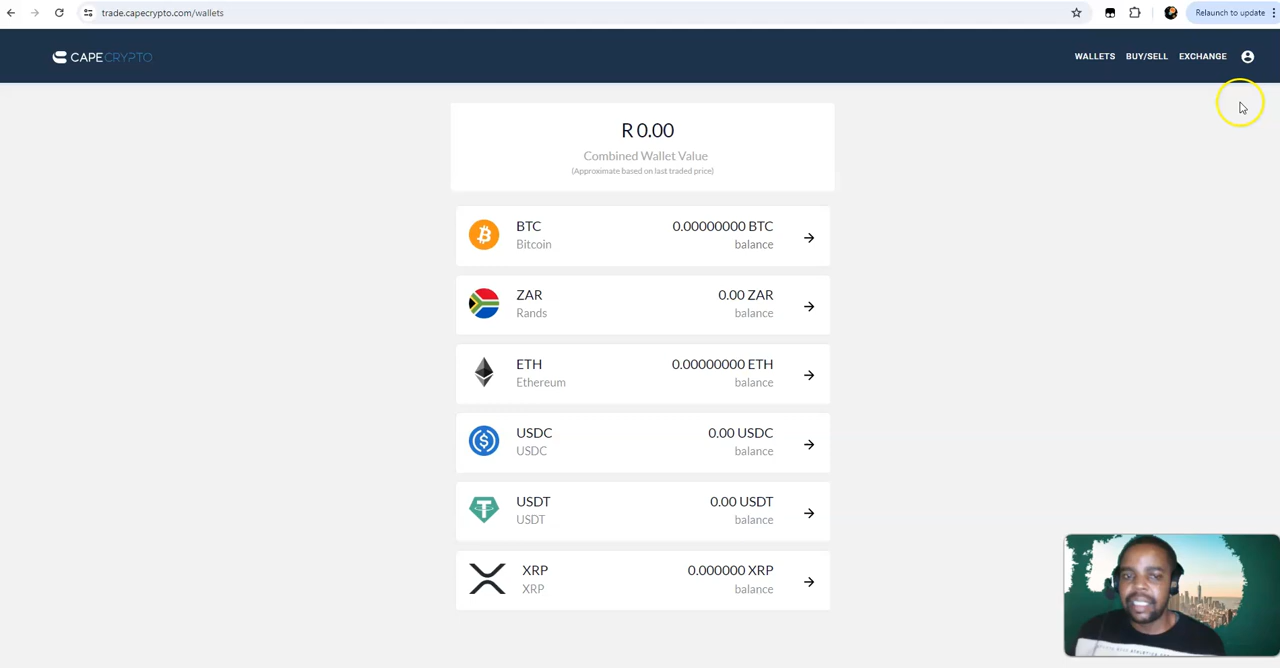 trade.capecrypto.com/wallets
Relaunch to update
CAPECRYPTO
WALLETS BUY/SELL EXCHANGE
R 0.00
Combined Wallet Value
(Approximate based on last traded price)
BTC 0.00000000 BTC
Bitcoin balance
ZAR 0.00 ZAR
Rands balance
ETH 0.00000000 ETH
Ethereum balance
USDC 0.00 USDC
USDC balance
USDT 0.00 USDT
USDT balance
XRP 0.000000 XRP
XRP balance